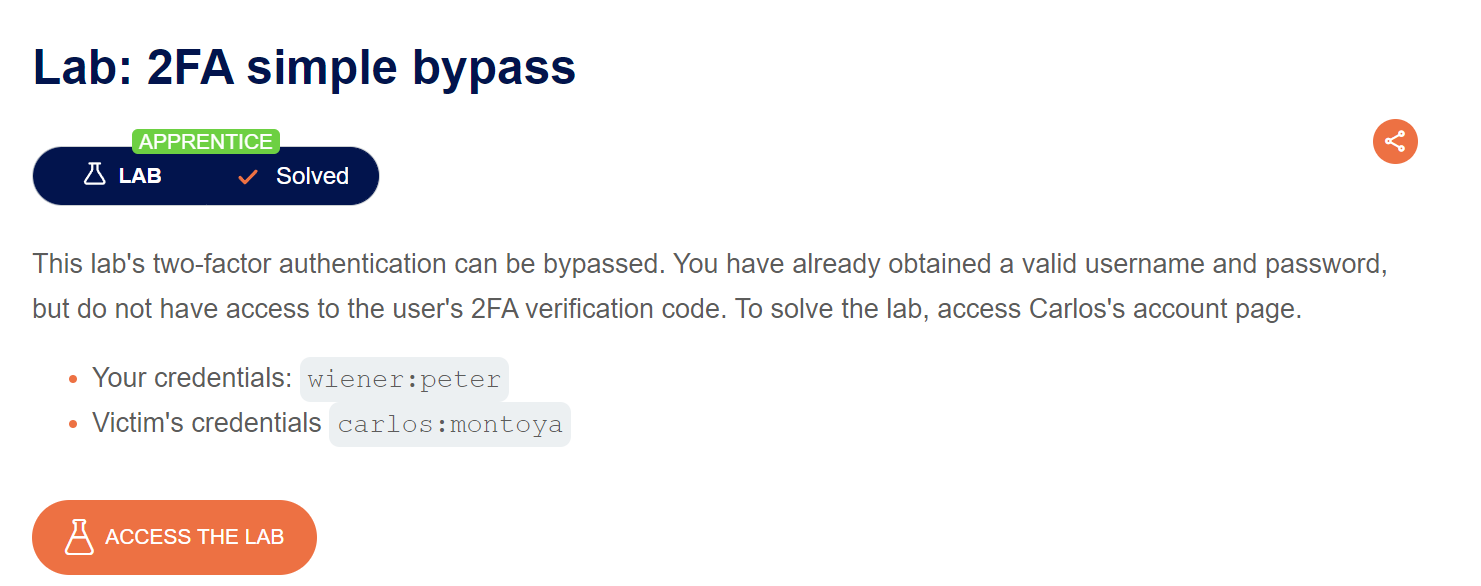 Lab: 2FA simple bypass
APPRENTICE
LAB Solved
This lab's two-factor authentication can be bypassed. You have already obtained a valid username and password,
but do not have access to the user's 2FA verification code. To solve the lab, access Carlos's account page.
Your credentials: wiener:peter
Victim's credentials carlos:montoya
ACCESS THE LAB